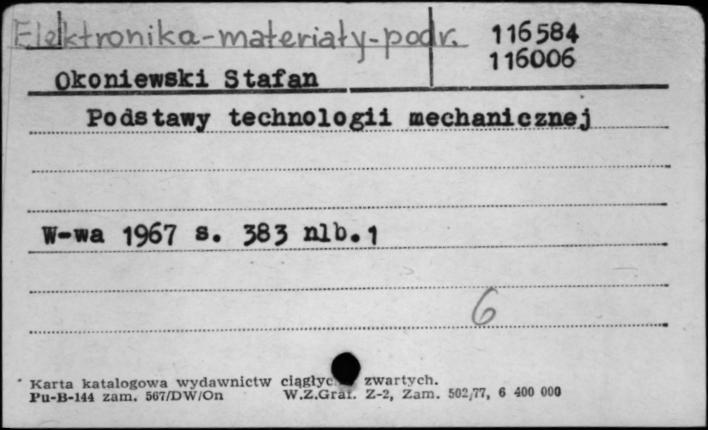 Elektronika-materiały-podr. 116584
116006
Okoniewski Stafan
Podstawy technologii mechanicznej
W-wa 1967 s. 383 nlb.1
6
Karta katalogowa wydawnictw zwartych.
Pu-B-144 zam. 567/DW/On W.Z.Graf. Z-2, Zam. 502/77, 6 400 000